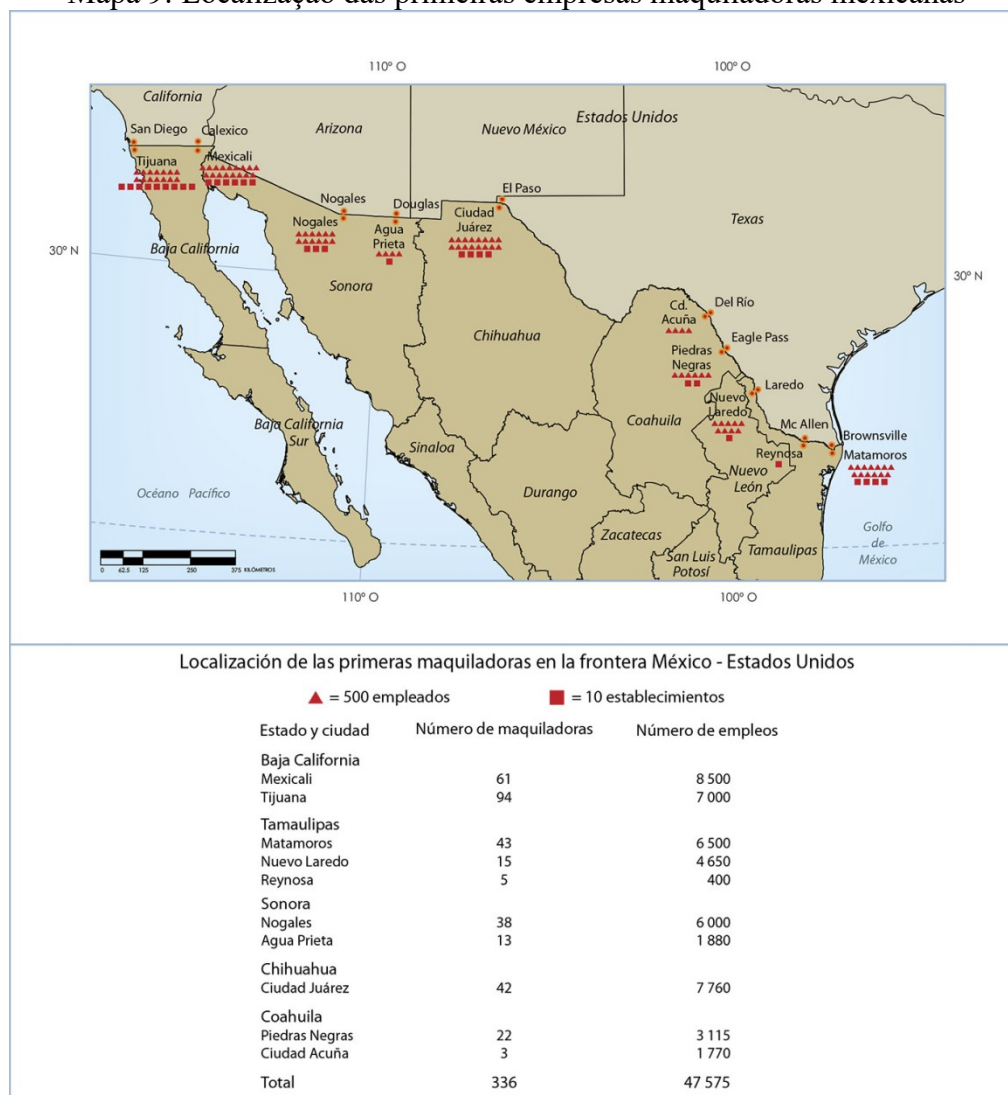 Mapa 9: Localização das primeiras empresas maquiladoras mexicanas
110° O
100° O
California
San Diego
Calexico
Arizona
Nuevo México
Estados Unidos
Tijuana
Mexicali
El Paso
Nogales
Douglas
Nogales
Agua
Prieta
Ciudad
Juárez
Texas
30° N
Baja California
30° N
Sonora
Chihuahua
Cd.
Acuña
Del Río
Piedras
Negras
Eagle Pass
Nuevo
Laredo
Laredo
Coahuila
Baja California
Sur
Sinaloa
Mc Allen
Brownsville
Reynosa
Matamoros
Nuevo
León
Océano Pacífico
Durango
Zacatecas
San Luis
Potosí
Tamaulipas
Golfo
de
México
0 62.5 125 250 375 KILÓMETROS
110° O
100° O
Localización de las primeras maquiladoras en la frontera México - Estados Unidos
= 500 empleados = 10 establecimientos
Estado y ciudad Número de maquiladoras Número de empleos
Baja California
Mexicali 61 8 500
Tijuana 94 7 000
Tamaulipas
Matamoros 43 6 500
Nuevo Laredo 15 4 650
Reynosa 5 400
Sonora
Nogales 38 6 000
Agua Prieta 13 1 880
Chihuahua
Ciudad Juárez 42 7 760
Coahuila
Piedras Negras 22 3 115
Ciudad Acuña 3 1 770
Total 336 47 575